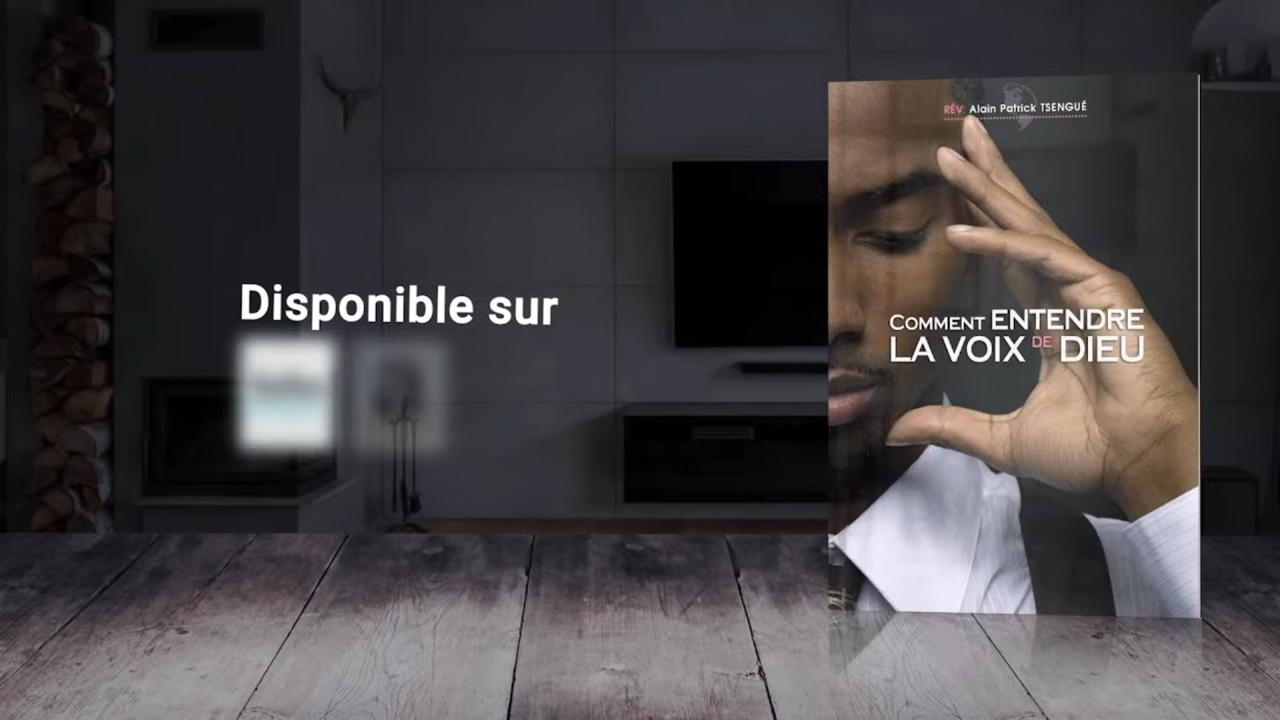 Disponible sur
RÉV. Alain Patrick TSENGUÉ
COMMENT ENTENDRE
LA VOIX DE DIEU